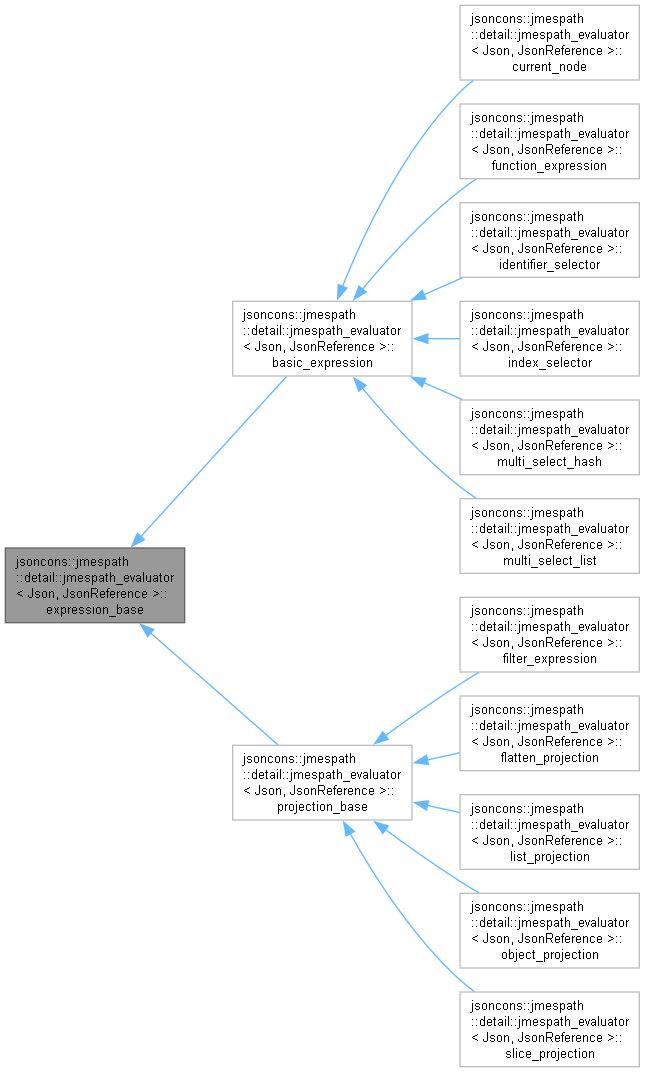 jsoncons::jmespath
::detail::jmespath_evaluator
< Json, JsonReference >::
current_node
jsoncons::jmespath
::detail::jmespath_evaluator
< Json, JsonReference >::
function_expression
jsoncons::jmespath
::detail::jmespath_evaluator
< Json, JsonReference >::
identifier_selector
jsoncons::jmespath
::detail::jmespath_evaluator
< Json, JsonReference >::
basic_expression
jsoncons::jmespath
::detail::jmespath_evaluator
< Json, JsonReference >::
index_selector
jsoncons::jmespath
::detail::jmespath_evaluator
< Json, JsonReference >::
multi_select_hash
jsoncons::jmespath
::detail::jmespath_evaluator
< Json, JsonReference >::
multi_select_list
jsoncons::jmespath
::detail::jmespath_evaluator
< Json, JsonReference >::
expression_base
jsoncons::jmespath
::detail::jmespath_evaluator
< Json, JsonReference >::
filter_expression
jsoncons::jmespath
::detail::jmespath_evaluator
< Json, JsonReference >::
flatten_projection
jsoncons::jmespath
::detail::jmespath_evaluator
< Json, JsonReference >::
projection_base
jsoncons::jmespath
::detail::jmespath_evaluator
< Json, JsonReference >::
list_projection
jsoncons::jmespath
::detail::jmespath_evaluator
< Json, JsonReference >::
object_projection
jsoncons::jmespath
::detail::jmespath_evaluator
< Json, JsonReference >::
slice_projection